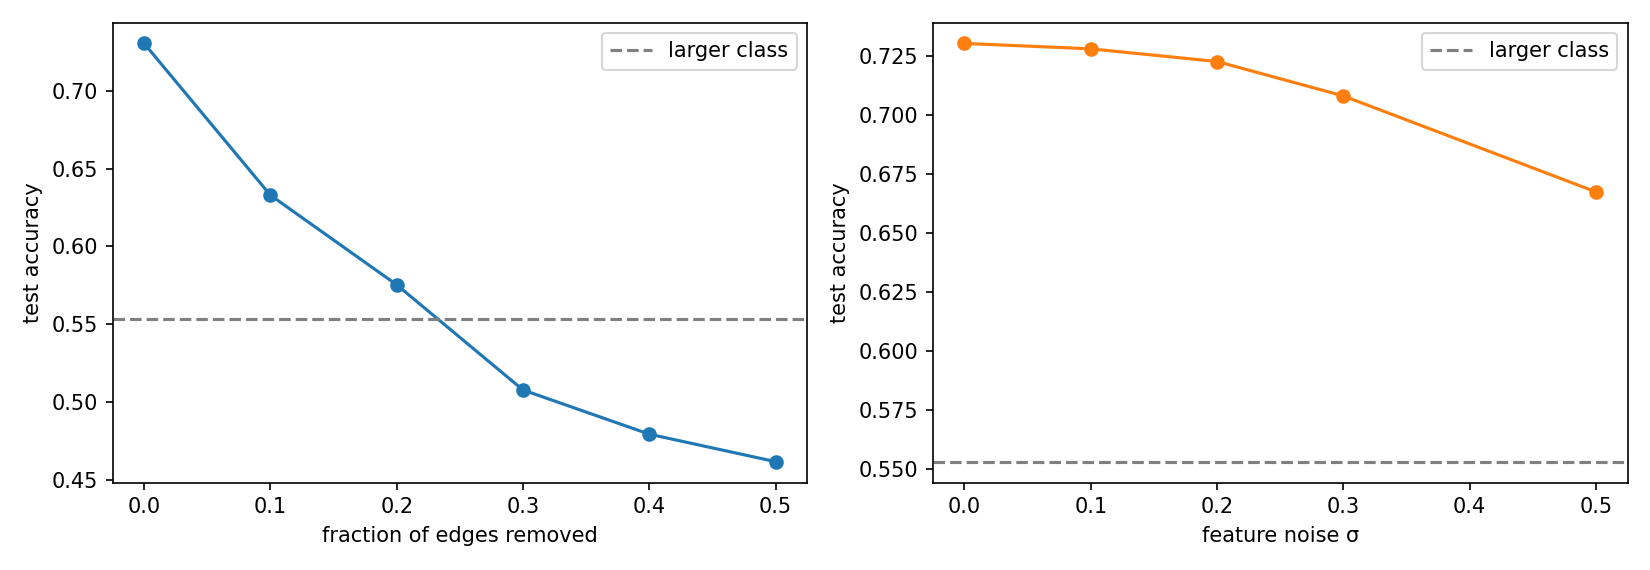 larger class
0.70
0.65
0.60
0.55
0.50
0.45
test accuracy
0.0 0.1 0.2 0.3 0.4 0.5
fraction of edges removed
larger class
0.725
0.700
0.675
0.650
0.625
0.600
0.575
0.550
test accuracy
0.0 0.1 0.2 0.3 0.4 0.5
feature noise σ